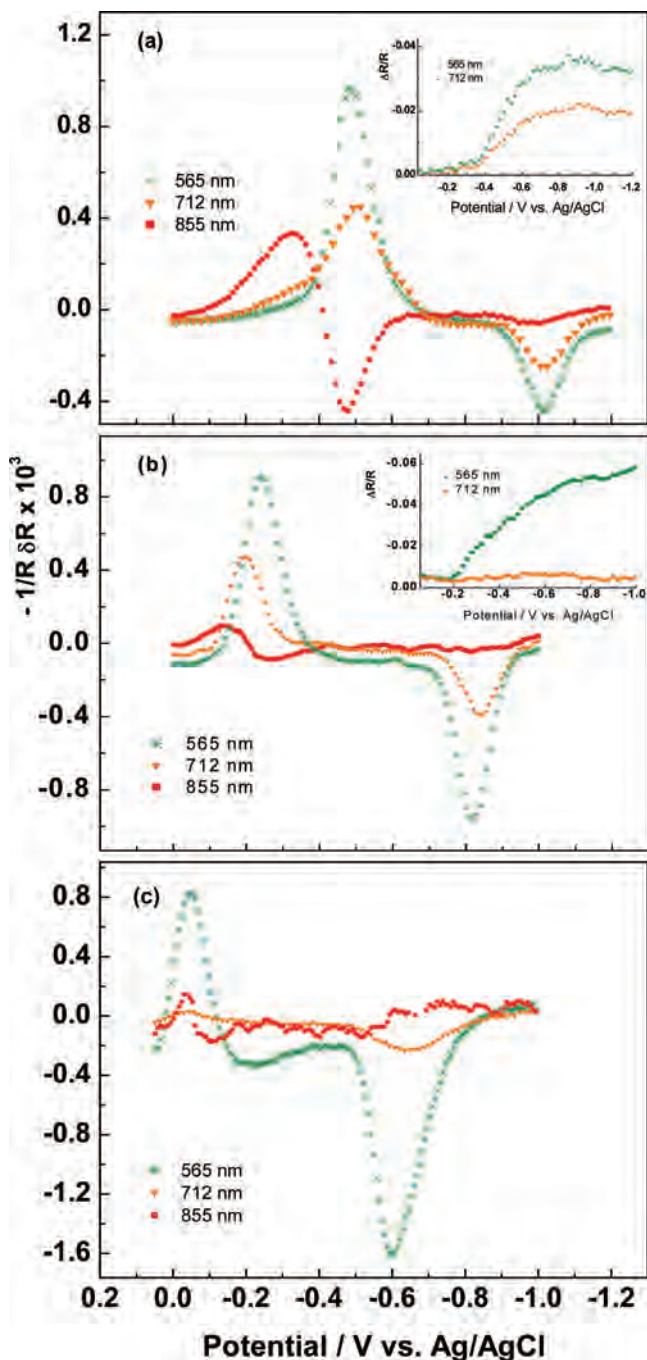 (a)
1.2
0.8
0.4
0.0
-0.4
565 nm
712 nm
855 nm
ΔR/R
-0.04
-0.02
0.00
565 nm
712 nm
-0.2 -0.4 -0.6 -0.8 -1.0 -1.2
Potential / V vs. Ag/AgCl
- 1/R δR x 10³
(b)
0.8
0.4
0.0
-0.4
-0.8
565 nm
712 nm
855 nm
ΔR/R
-0.06
-0.04
-0.02
0.00
565 nm
712 nm
-0.2 -0.4 -0.6 -0.8 -1.0
Potential / V vs. Ag/AgCl
(c)
0.8
0.4
0.0
-0.4
-0.8
-1.2
-1.6
565 nm
712 nm
855 nm
0.2 0.0 -0.2 -0.4 -0.6 -0.8 -1.0 -1.2
Potential / V vs. Ag/AgCl